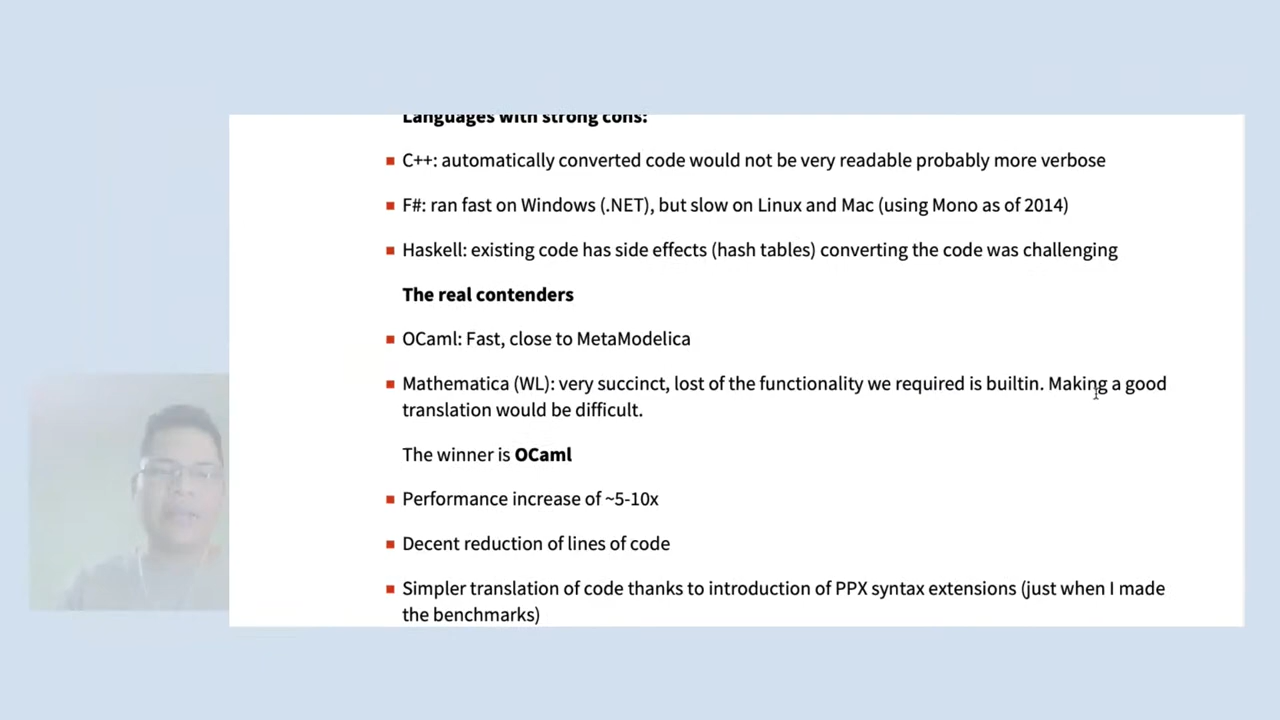 Languages with strong cons:
C++: automatically converted code would not be very readable probably more verbose
F#: ran fast on Windows (.NET), but slow on Linux and Mac (using Mono as of 2014)
Haskell: existing code has side effects (hash tables) converting the code was challenging
The real contenders
OCaml: Fast, close to MetaModelica
Mathematica (WL): very succinct, lost of the functionality we required is builtin. Making a good
translation would be difficult.
The winner is OCaml
Performance increase of ~5-10x
Decent reduction of lines of code
Simpler translation of code thanks to introduction of PPX syntax extensions (just when I made
the benchmarks)